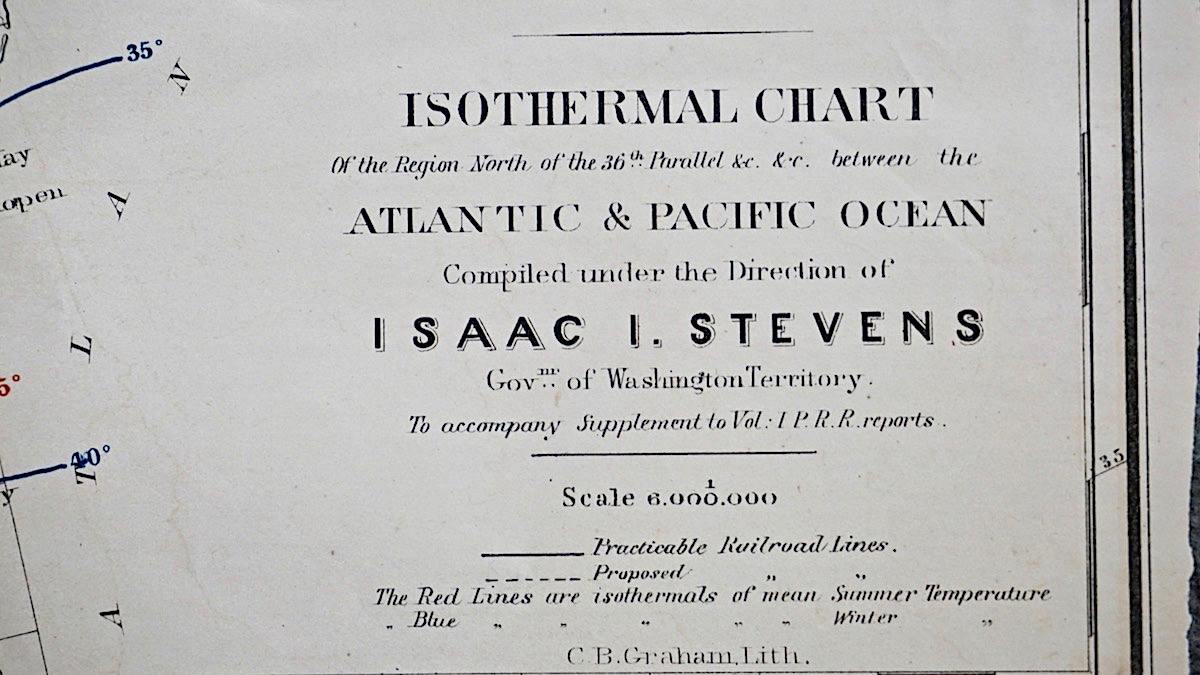 35°
N
ay
open
A
L
5°
40°
T
y
A
ISOTHERMAL CHART
Of the Region North of the 36th Parallel &c. &c. between the
ATLANTIC & PACIFIC OCEAN
Compiled under the Direction of
ISAAC I. STEVENS
Govnr. of Washington Territory.
To accompany Supplement to Vol: I P. R. R. reports.
Scale 1/6.000.000
Practicable Railroad Lines.
Proposed „ „
The Red Lines are isothermals of mean Summer Temperature
„ Blue „ „ „ „ „ Winter „
C.B. Graham, Lith.
35